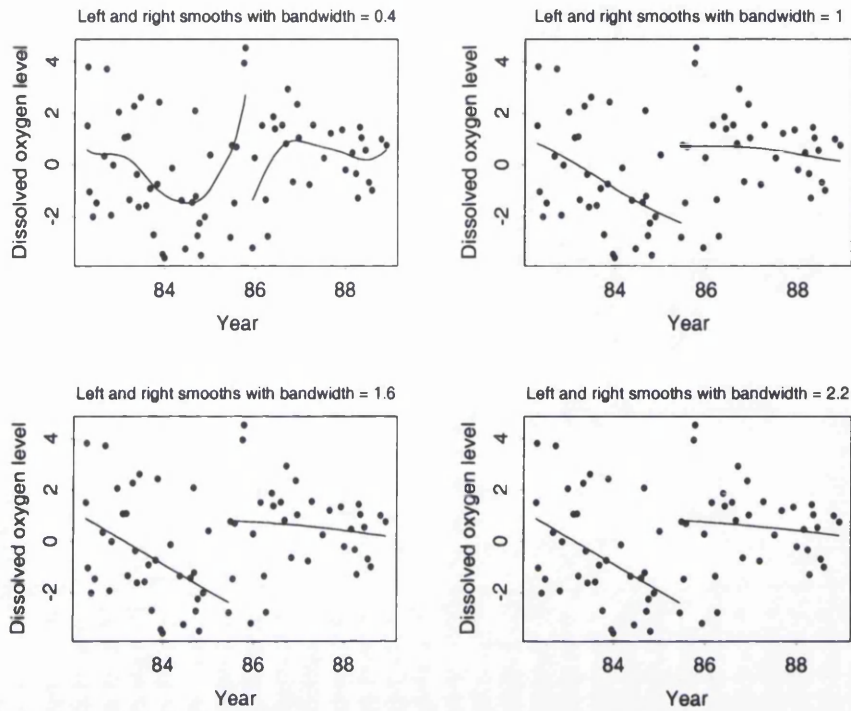 Left and right smooths with bandwidth = 0.4
Dissolved oxygen level
4
2
0
-2
84
86
88
Year
Left and right smooths with bandwidth = 1
Dissolved oxygen level
4
2
0
-2
84
86
88
Year
Left and right smooths with bandwidth = 1.6
Dissolved oxygen level
4
2
0
-2
84
86
88
Year
Left and right smooths with bandwidth = 2.2
Dissolved oxygen level
4
2
0
-2
84
86
88
Year